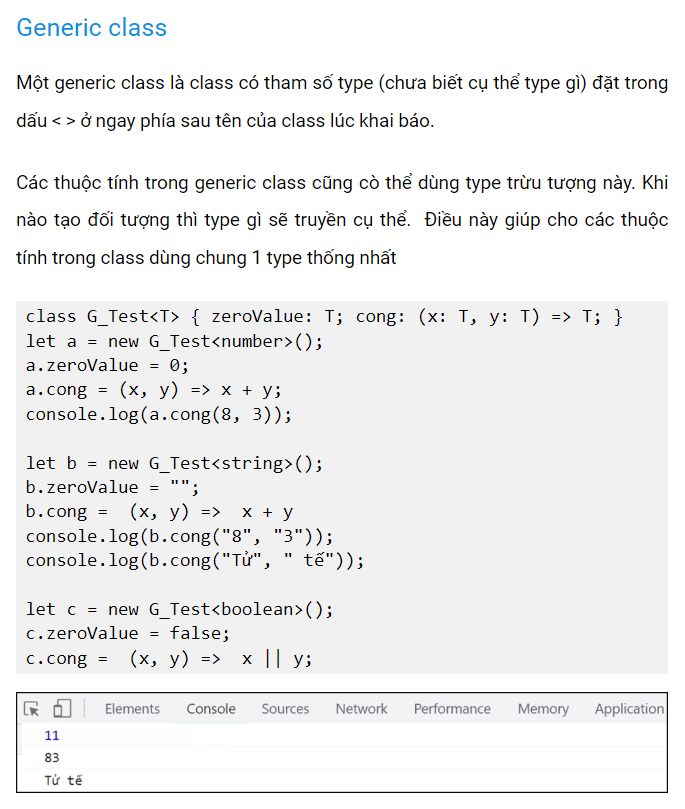 Generic class
Một generic class là class có tham số type (chưa biết cụ thể type gì) đặt trong
dấu < > ở ngay phía sau tên của class lúc khai báo.
Các thuộc tính trong generic class cũng cò thể dùng type trừu tượng này. Khi
nào tạo đối tượng thì type gì sẽ truyền cụ thể.  Điều này giúp cho các thuộc
tính trong class dùng chung 1 type thống nhất
class G_Test<T> { zeroValue: T; cong: (x: T, y: T) => T; }
let a = new G_Test<number>();
a.zeroValue = 0;
a.cong = (x, y) => x + y;
console.log(a.cong(8, 3));
let b = new G_Test<string>();
b.zeroValue = "";
b.cong =  (x, y) =>  x + y
console.log(b.cong("8", "3"));
console.log(b.cong("Tử", " tế"));
let c = new G_Test<boolean>();
c.zeroValue = false;
c.cong =  (x, y) =>  x || y;
Elements Console Sources Network Performance Memory Application
11
83
Tử tế